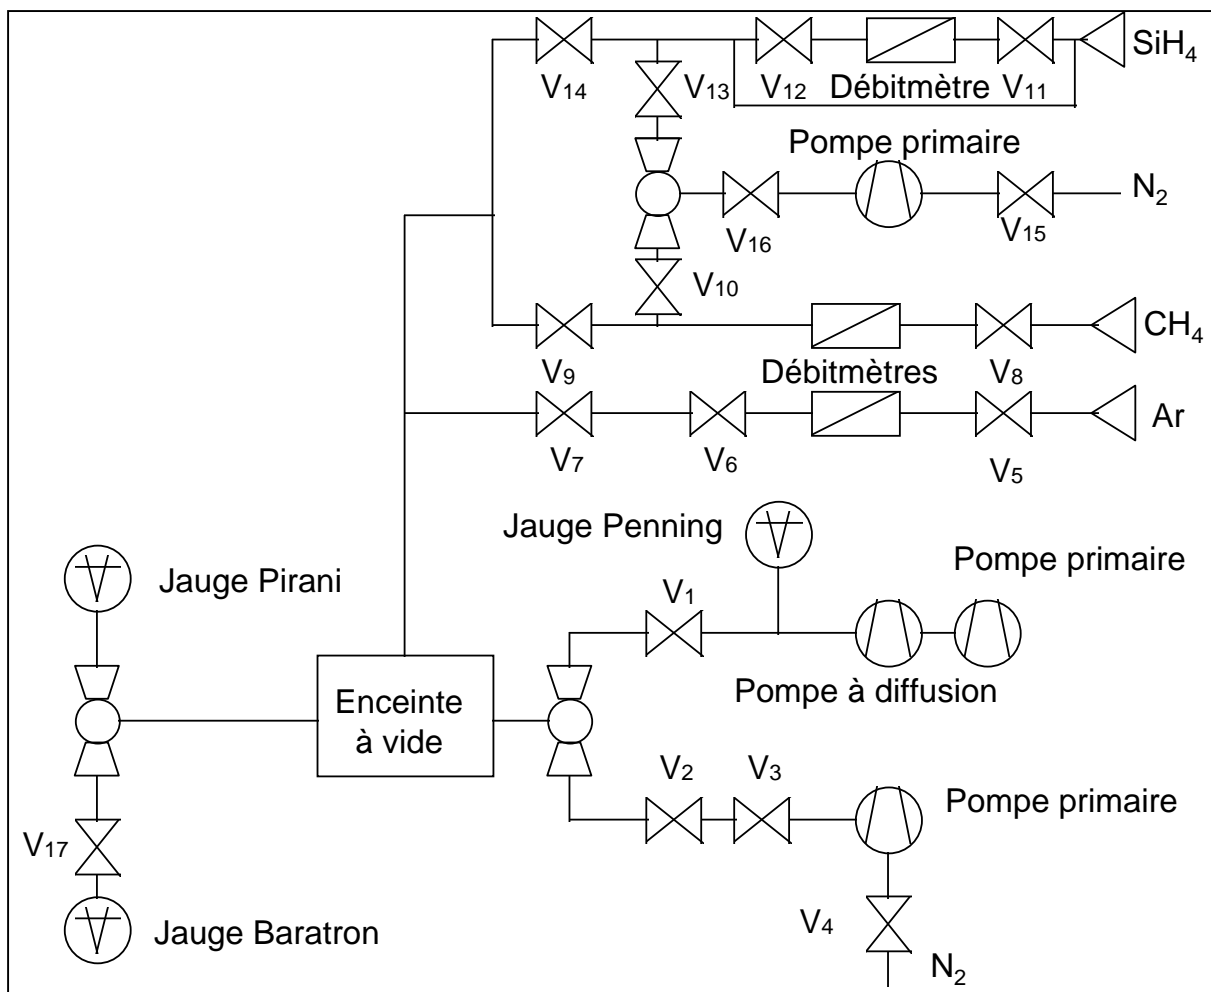 SiH₄
V₁₄
V₁₃
V₁₂
Débitmètre
V₁₁
Pompe primaire
N₂
V₁₆
V₁₅
V₁₀
CH₄
V₉
Débitmètres
V₈
Ar
V₇
V₆
V₅
Jauge Penning
Pompe primaire
Jauge Pirani
V₁
Pompe à diffusion
Enceinte
à vide
V₂
V₃
Pompe primaire
V₁₇
Jauge Baratron
V₄
N₂